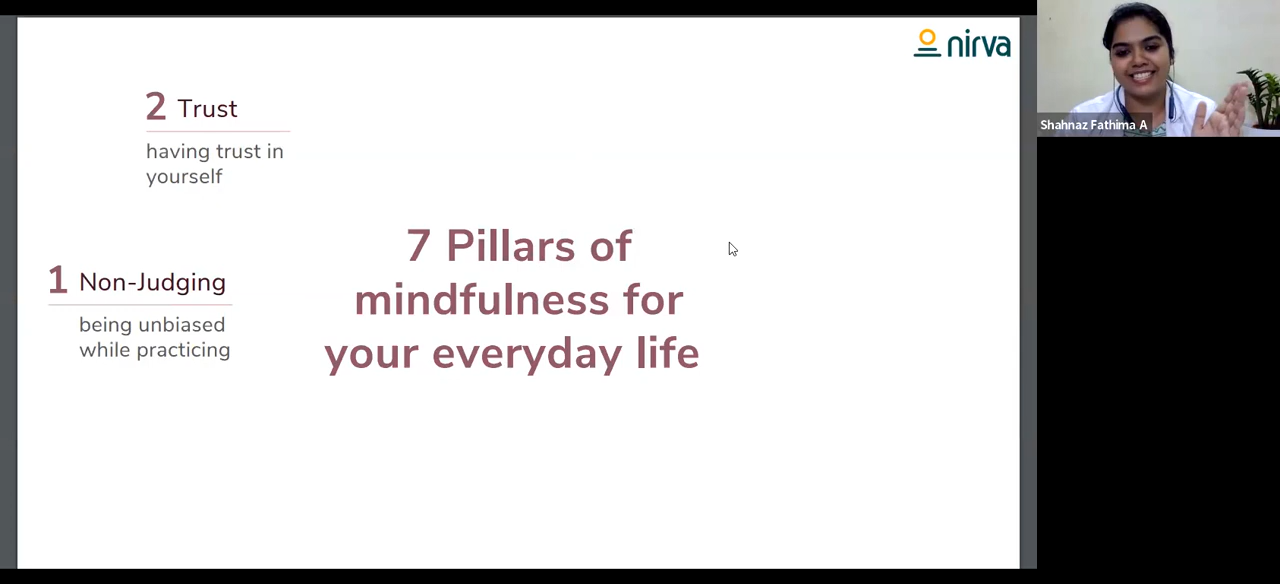 nirva
2 Trust
having trust in
yourself
1 Non-Judging
being unbiased
while practicing
7 Pillars of
mindfulness for
your everyday life
Shahnaz Fathima A